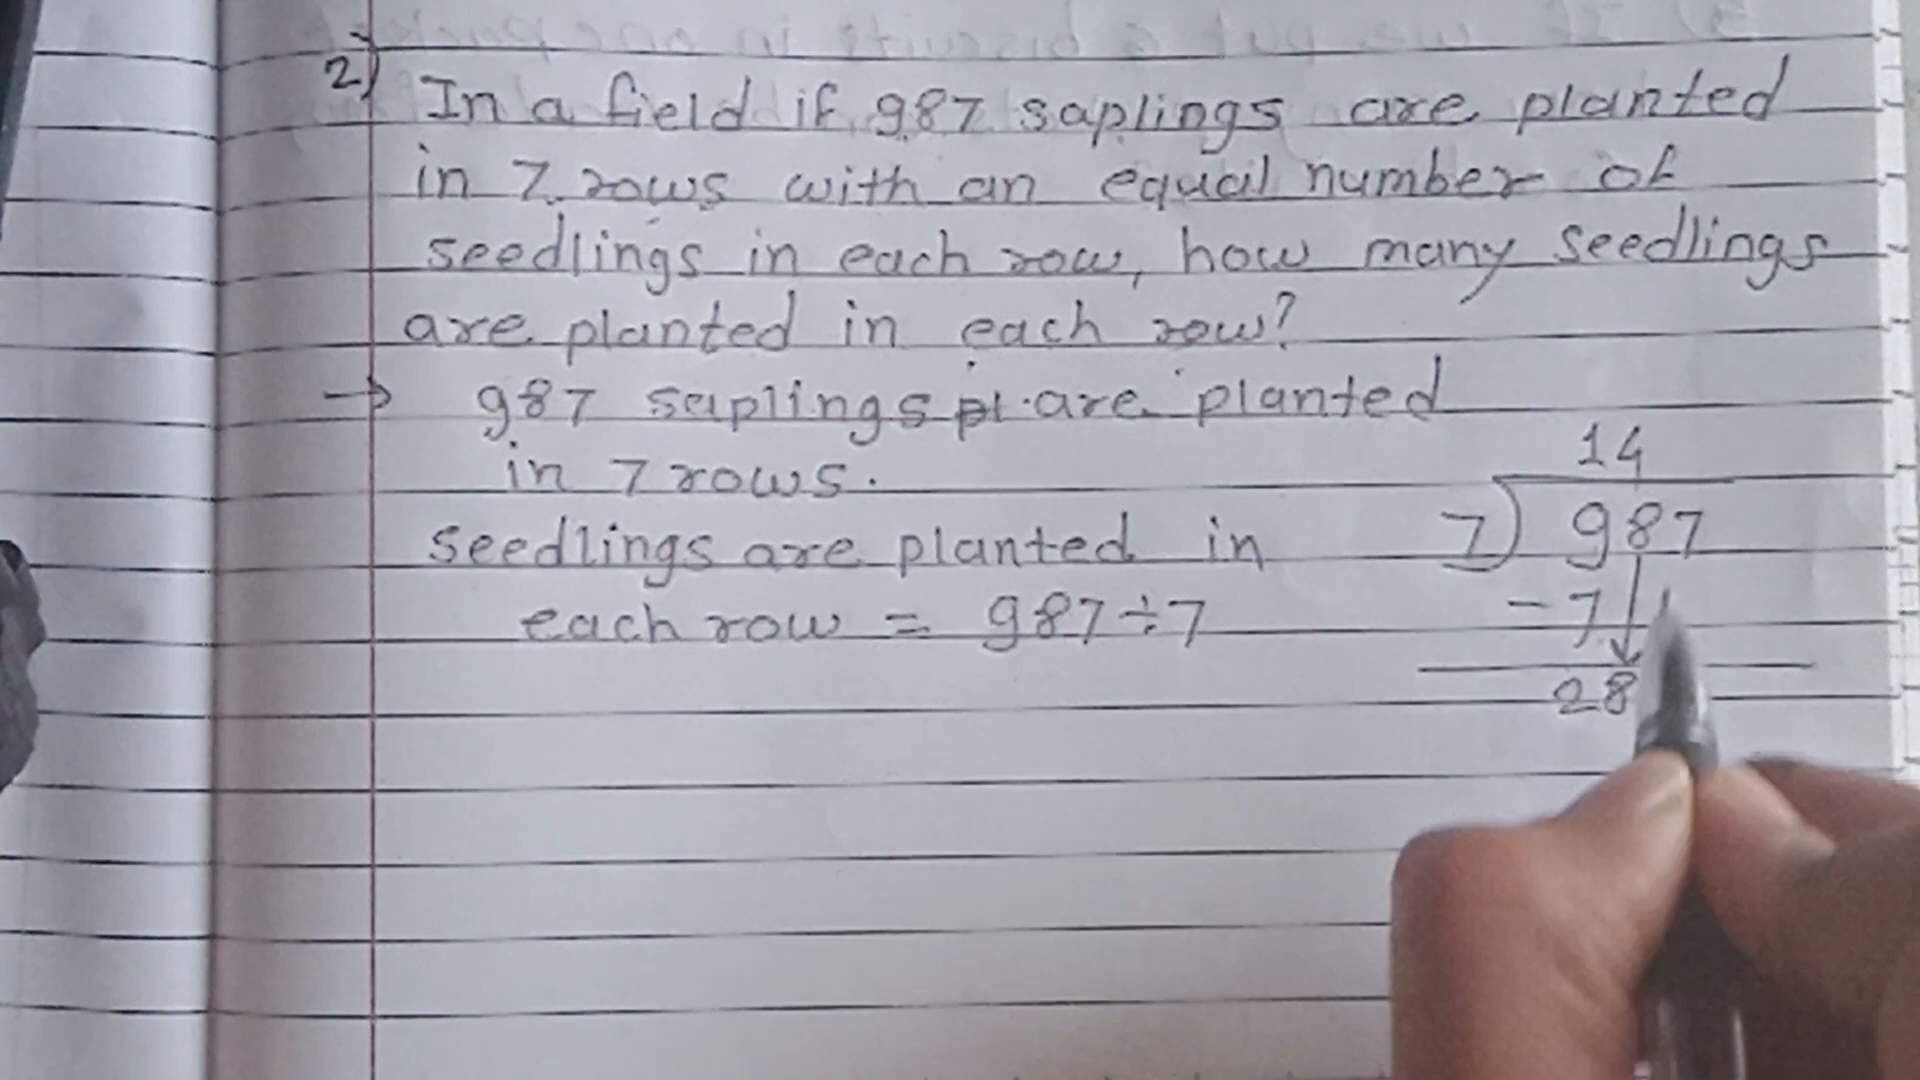 2) In a field if 987 saplings are planted
in 7 rows with an equal number of
seedlings in each row, how many seedlings
are planted in each row?
→ 987 saplings are planted
in 7 rows.
seedlings are planted in
each row = 987÷7
14
7) 987
- 7
28